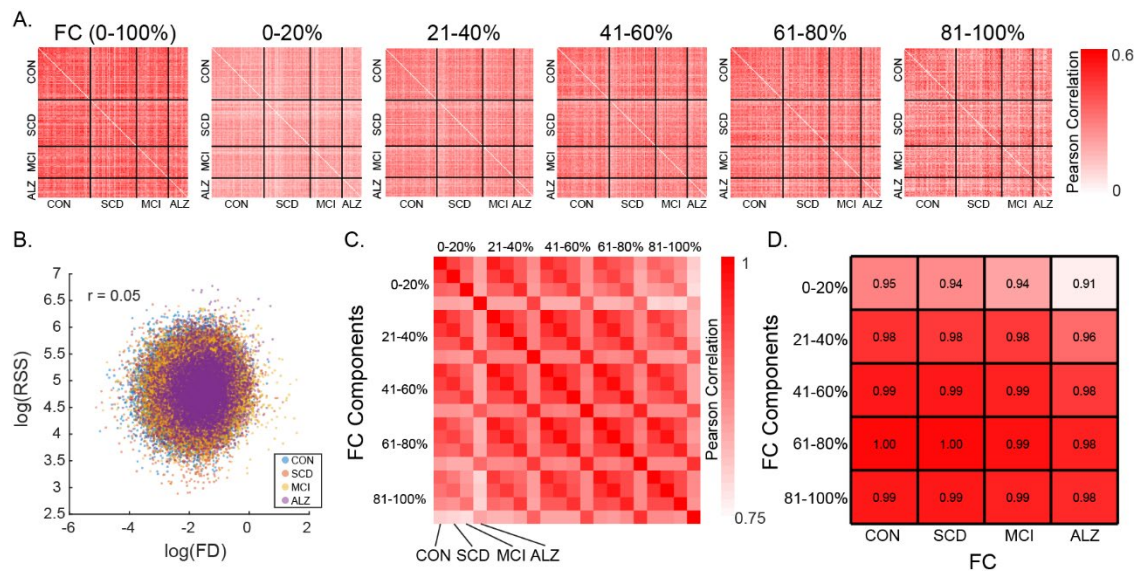 A.
FC (0-100%) 0-20% 21-40% 41-60% 61-80% 81-100%
CON SCD MCI ALZ
CON SCD MCI ALZ
CON SCD MCI ALZ
CON SCD MCI ALZ
CON SCD MCI ALZ
CON SCD MCI ALZ
CON SCD MCI ALZ
CON SCD MCI ALZ
CON SCD MCI ALZ
CON SCD MCI ALZ
CON SCD MCI ALZ
CON SCD MCI ALZ
0.6
Pearson Correlation
0
B.
7
6.5
6
5.5
5
4.5
4
3.5
3
2.5
log(RSS)
r = 0.05
CON
SCD
MCI
ALZ
-6 -4 -2 0 2
log(FD)
C.
0-20% 21-40% 41-60% 61-80% 81-100%
FC Components
0-20%
21-40%
41-60%
61-80%
81-100%
CON SCD MCI ALZ
1
Pearson Correlation
0.75
D.
FC Components
0-20% 0.95 0.94 0.94 0.91
21-40% 0.98 0.98 0.98 0.96
41-60% 0.99 0.99 0.99 0.98
61-80% 1.00 1.00 0.99 0.98
81-100% 0.99 0.99 0.99 0.98
CON SCD MCI ALZ
FC